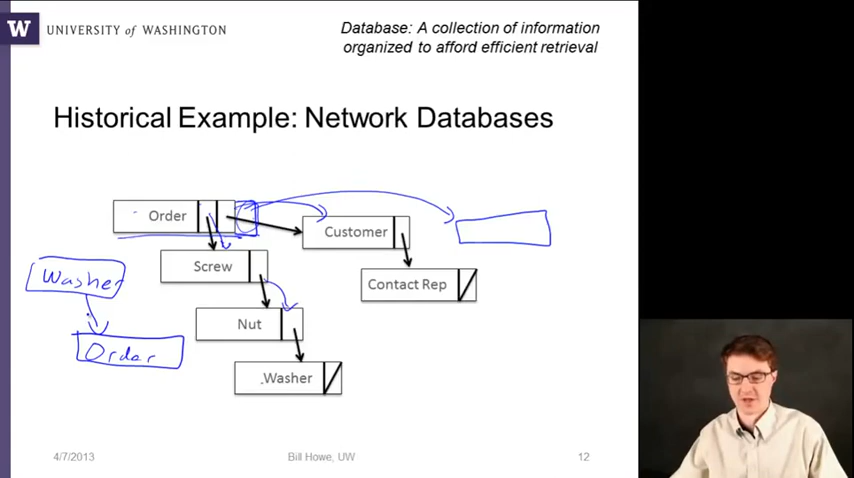 W UNIVERSITY of WASHINGTON
Database: A collection of information
organized to afford efficient retrieval
Historical Example: Network Databases
Order
Customer
Screw
Washer
Contact Rep
Nut
Order
Washer
4/7/2013
Bill Howe, UW
12